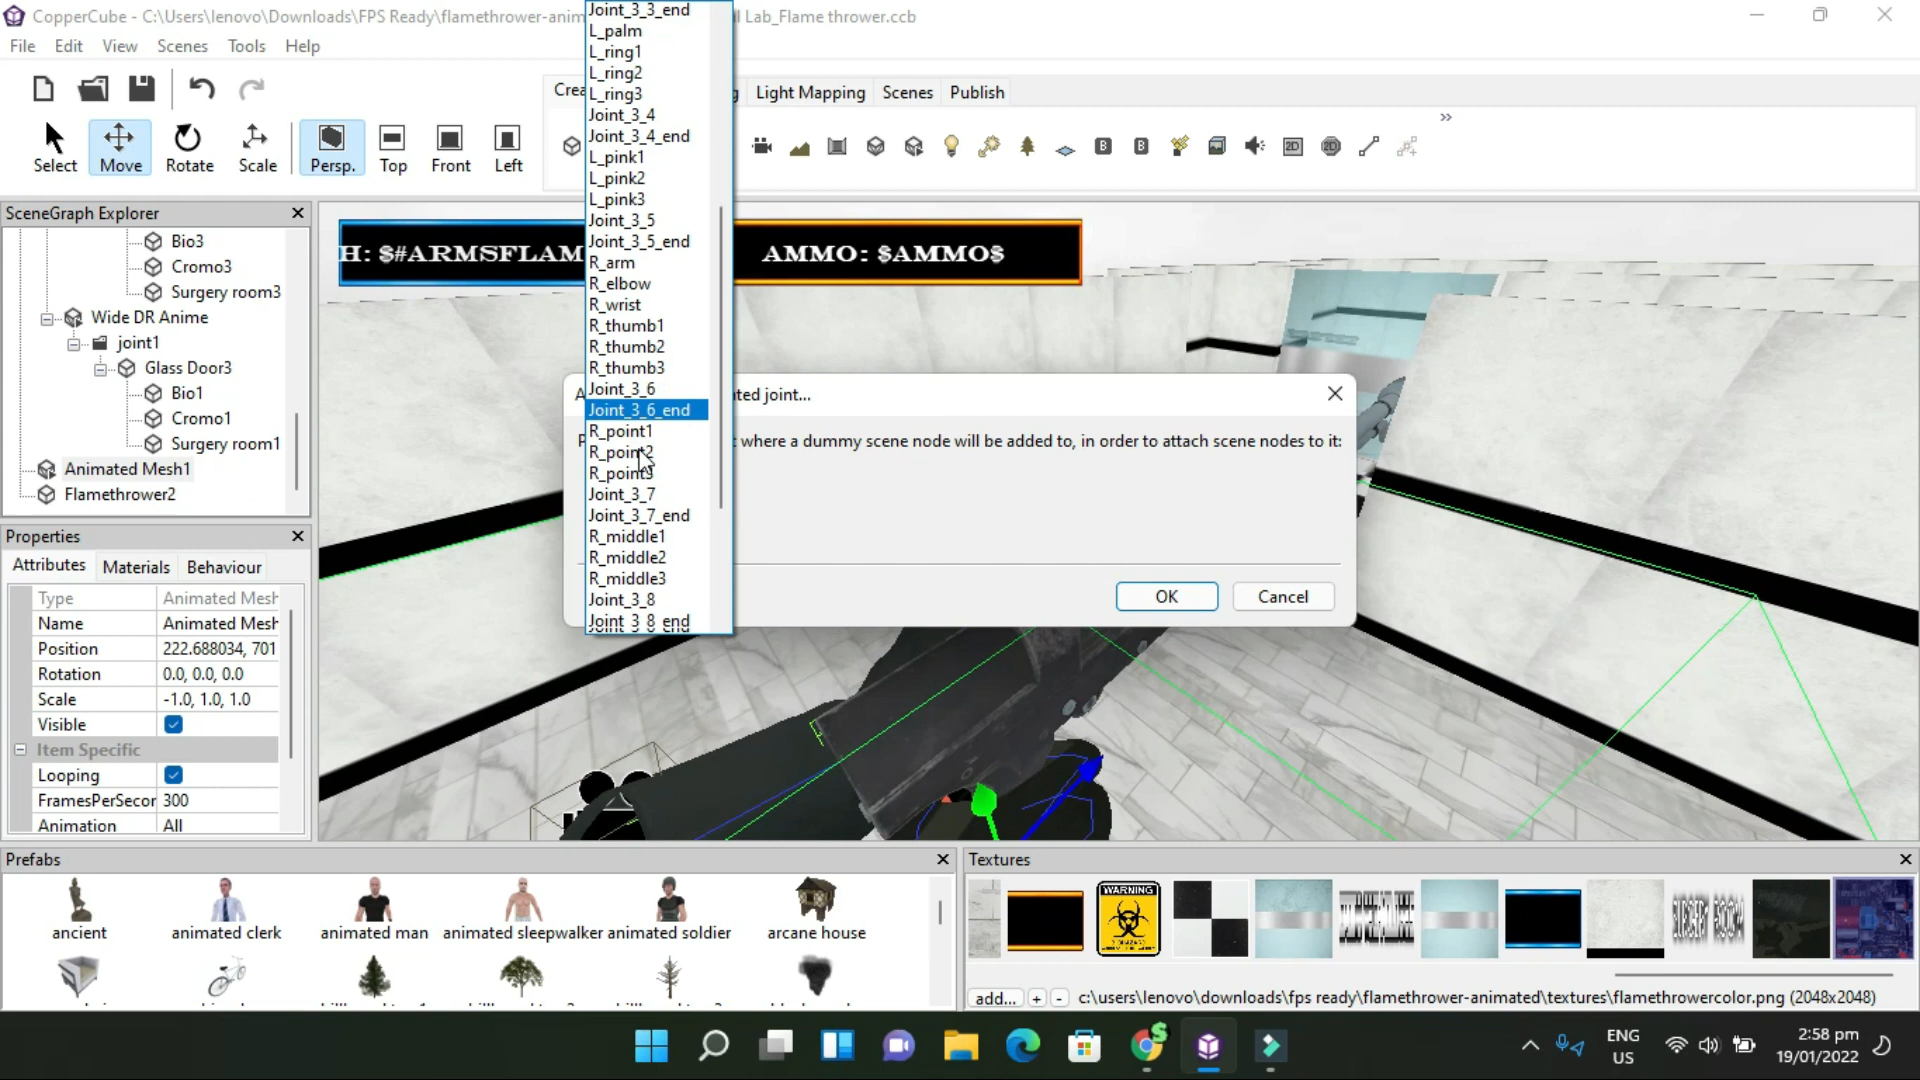 CopperCube - C:\Users\lenovo\Downloads\FPS Ready\flamethrower-anim
l Lab_Flame thrower.ccb
File Edit View Scenes Tools Help
Crea
g
Light Mapping
Scenes
Publish
Select
Move
Rotate
Scale
Persp.
Top
Front
Left
Joint_3_3_end
L_palm
L_ring1
L_ring2
L_ring3
Joint_3_4
Joint_3_4_end
L_pink1
L_pink2
L_pink3
Joint_3_5
Joint_3_5_end
R_arm
R_elbow
R_wrist
R_thumb1
R_thumb2
R_thumb3
Joint_3_6
Joint_3_6_end
R_point1
R_point2
R_point3
Joint_3_7
Joint_3_7_end
R_middle1
R_middle2
R_middle3
Joint_3_8
Joint_3_8_end
SceneGraph Explorer
Bio3
Cromo3
Surgery room3
Wide DR Anime
joint1
Glass Door3
Bio1
Cromo1
Surgery room1
Animated Mesh1
Flamethrower2
H: $#ARMSFLAM
AMMO: $AMMO$
ted joint...
where a dummy scene node will be added to, in order to attach scene nodes to it:
OK
Cancel
Properties
Attributes
Materials
Behaviour
Type Animated Mesh
Name Animated Mesh
Position 222.688034, 701
Rotation 0.0, 0.0, 0.0
Scale -1.0, 1.0, 1.0
Visible
Item Specific
Looping
FramesPerSecor 300
Animation All
Prefabs
ancient
animated clerk
animated man
animated sleepwalker
animated soldier
arcane house
Textures
WARNING
SURGERY ROOM
add...
+
-
c:\users\lenovo\downloads\fps ready\flamethrower-animated\textures\flamethrowercolor.png (2048x2048)
ENG
US
2:58 pm
19/01/2022